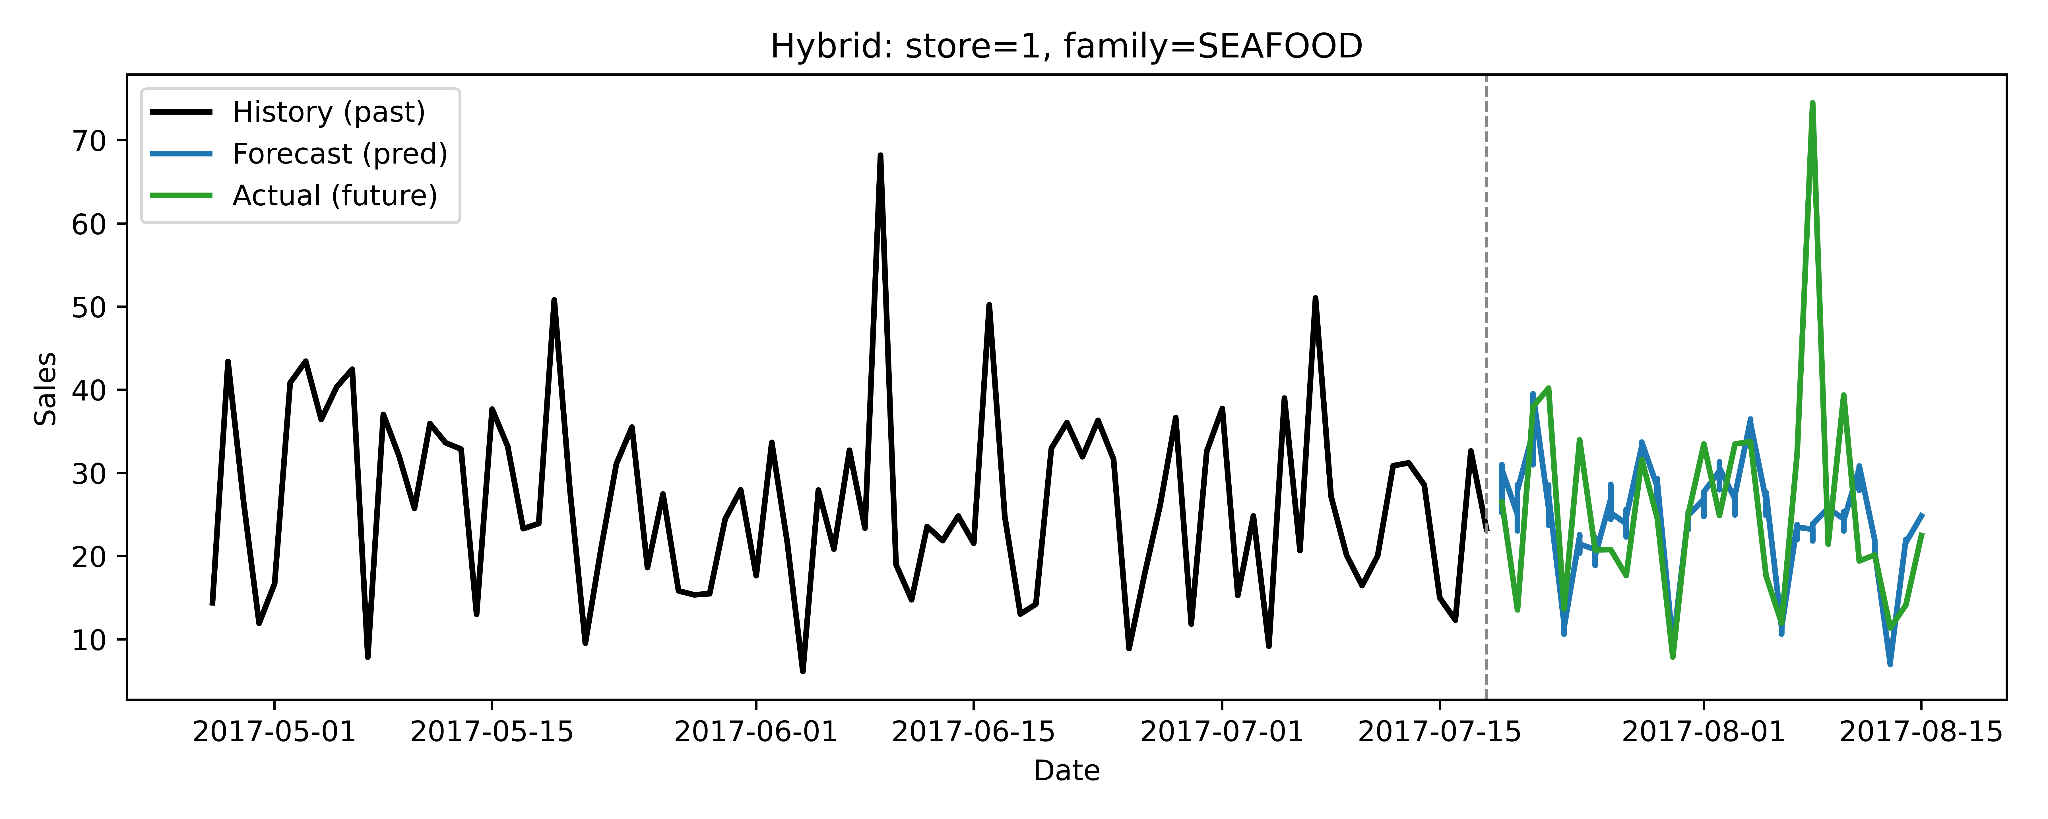 Hybrid: store=1, family=SEAFOOD
History (past)
Forecast (pred)
Actual (future)
70
60
50
40
30
20
10
Sales
2017-05-01 2017-05-15 2017-06-01 2017-06-15 2017-07-01 2017-07-15 2017-08-01 2017-08-15
Date